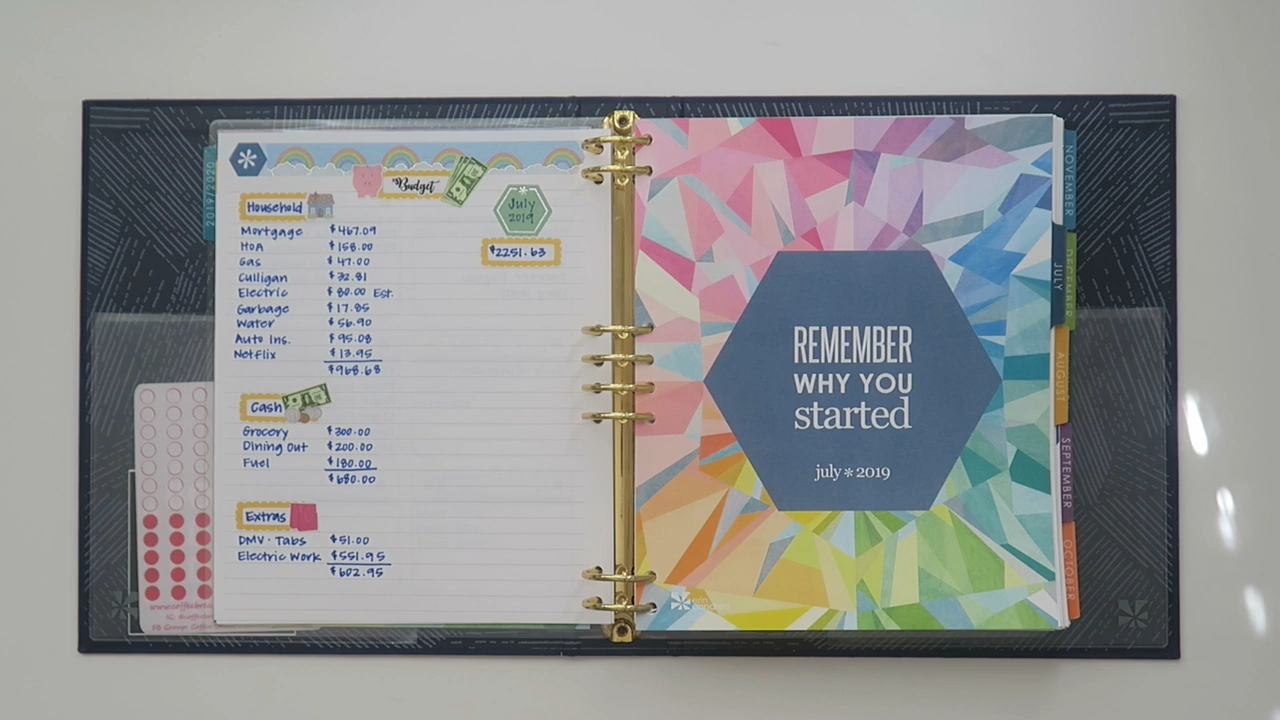 2019/2020
Budget
July
2019
$2251.63
Household
Mortgage $467.09
HOA $158.00
Gas $47.00
Culligan $32.81
Electric $80.00 Est.
Garbage $17.85
Water $56.90
Auto Ins. $95.08
Netflix $13.95
$968.68
Cash
Grocery $300.00
Dining Out $200.00
Fuel $180.00
$680.00
Extras
DMV - Tabs $51.00
Electric Work $551.95
$602.95
REMEMBER
WHY YOU
started
july * 2019
NOVEMBER
DECEMBER
JULY
AUGUST
SEPTEMBER
OCTOBER